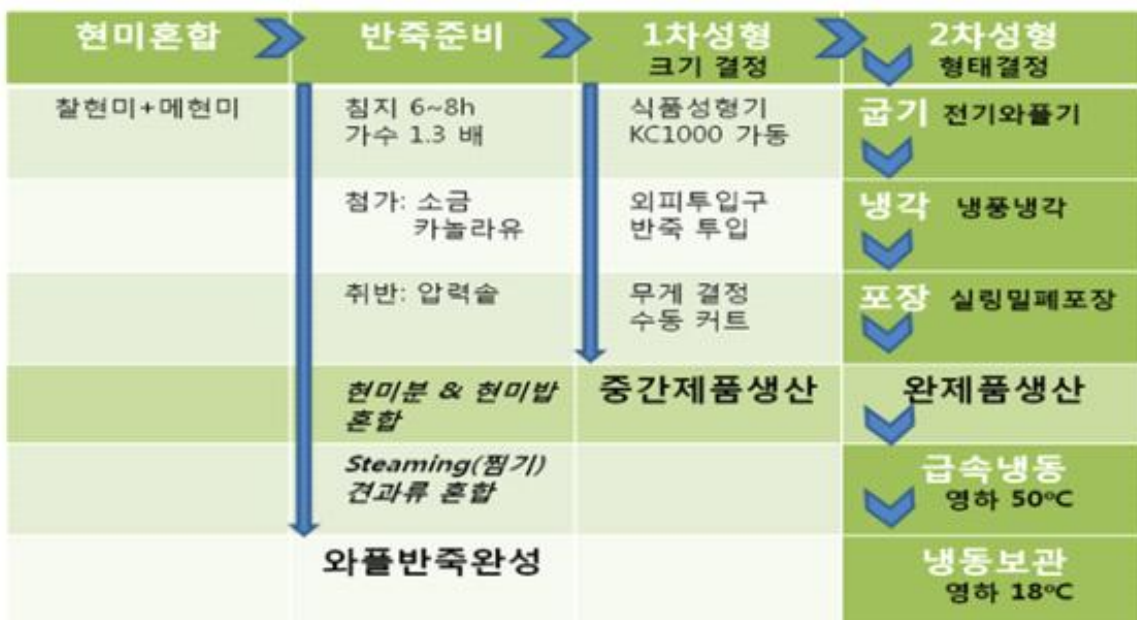 현미혼합
반죽준비
1차성형
크기 결정
2차성형
형태결정
찰현미+메현미
침지 6~8h
가수 1.3 배
식품성형기
KC1000 가동
굽기 전기와플기
첨가: 소금
카놀라유
외피투입구
반죽 투입
냉각 냉풍냉각
취반: 압력솥
무게 결정
수동 커트
포장 실링밀폐포장
현미분 & 현미밥
혼합
중간제품생산
완제품생산
Steaming(찜기)
견과류 혼합
급속냉동
영하 50℃
와플반죽완성
냉동보관
영하 18℃